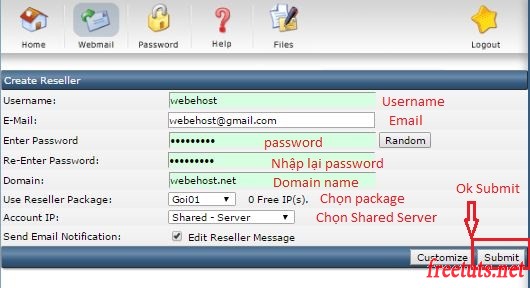 Home Webmail Password Help Files Logout
Create Reseller
Username: webehost Username
E-Mail: webehost@gmail.com Email
Enter Password ••••••••• password Random
Re-Enter Password ••••••••• Nhập lại password
Domain: webehost.net Domain name
Use Reseller Package: Goi01 0 Free IP(s). Chọn package
Ok Submit
Account IP: Shared - Server Chọn Shared Server
Send Email Notification: Edit Reseller Message
Customize Submit
freetuts.net